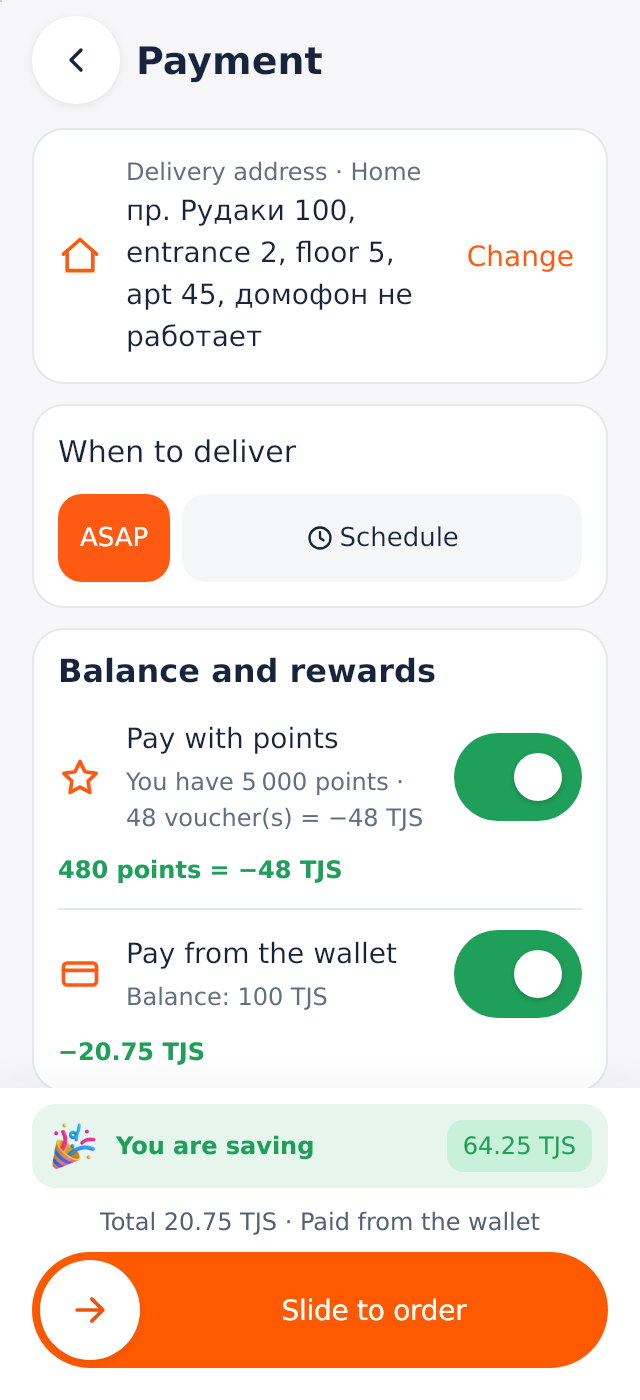 Payment
Delivery address · Home
пр. Рудаки 100,
entrance 2, floor 5,
apt 45, домофон не
работает
Change
When to deliver
ASAP
Schedule
Balance and rewards
Pay with points
You have 5 000 points ·
48 voucher(s) = −48 TJS
480 points = −48 TJS
Pay from the wallet
Balance: 100 TJS
−20.75 TJS
You are saving
64.25 TJS
Total 20.75 TJS · Paid from the wallet
Slide to order